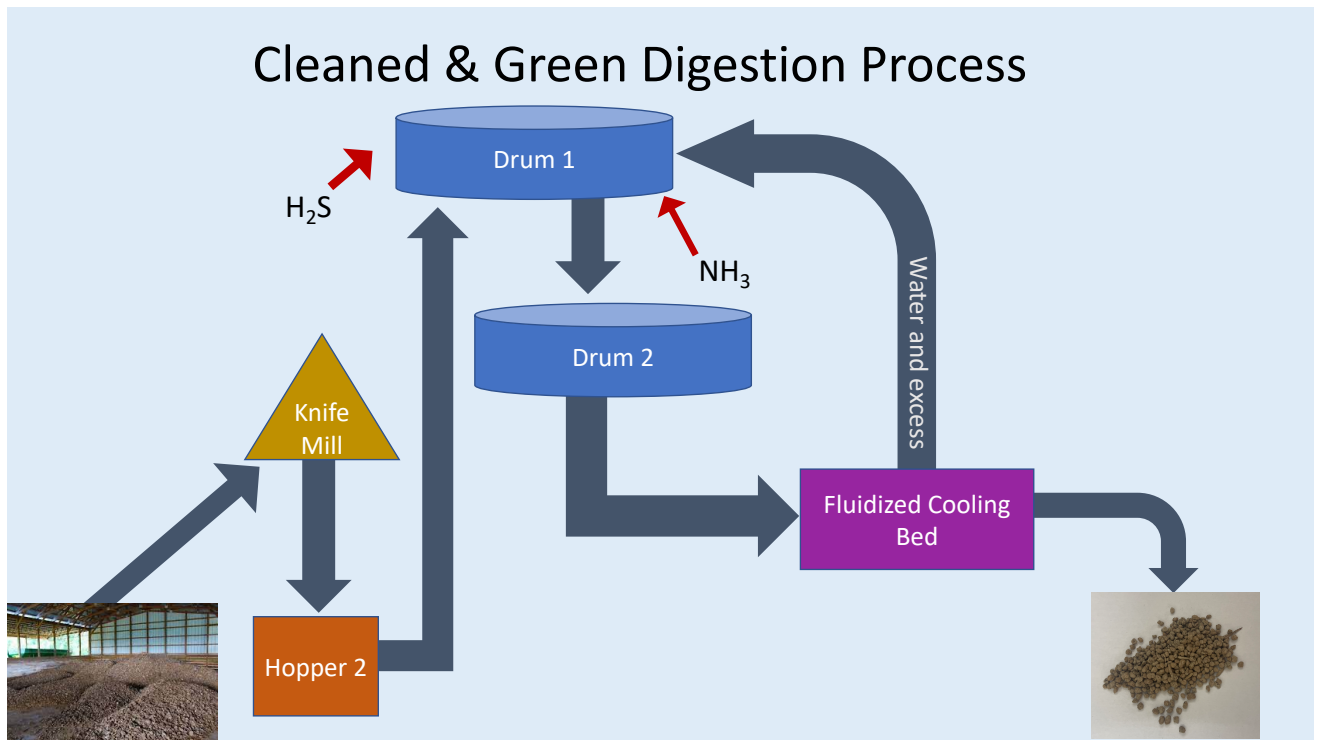 Cleaned & Green Digestion Process
Drum 1
H₂S
NH₃
Water and excess
Drum 2
Knife
Mill
Fluidized Cooling
Bed
Hopper 2